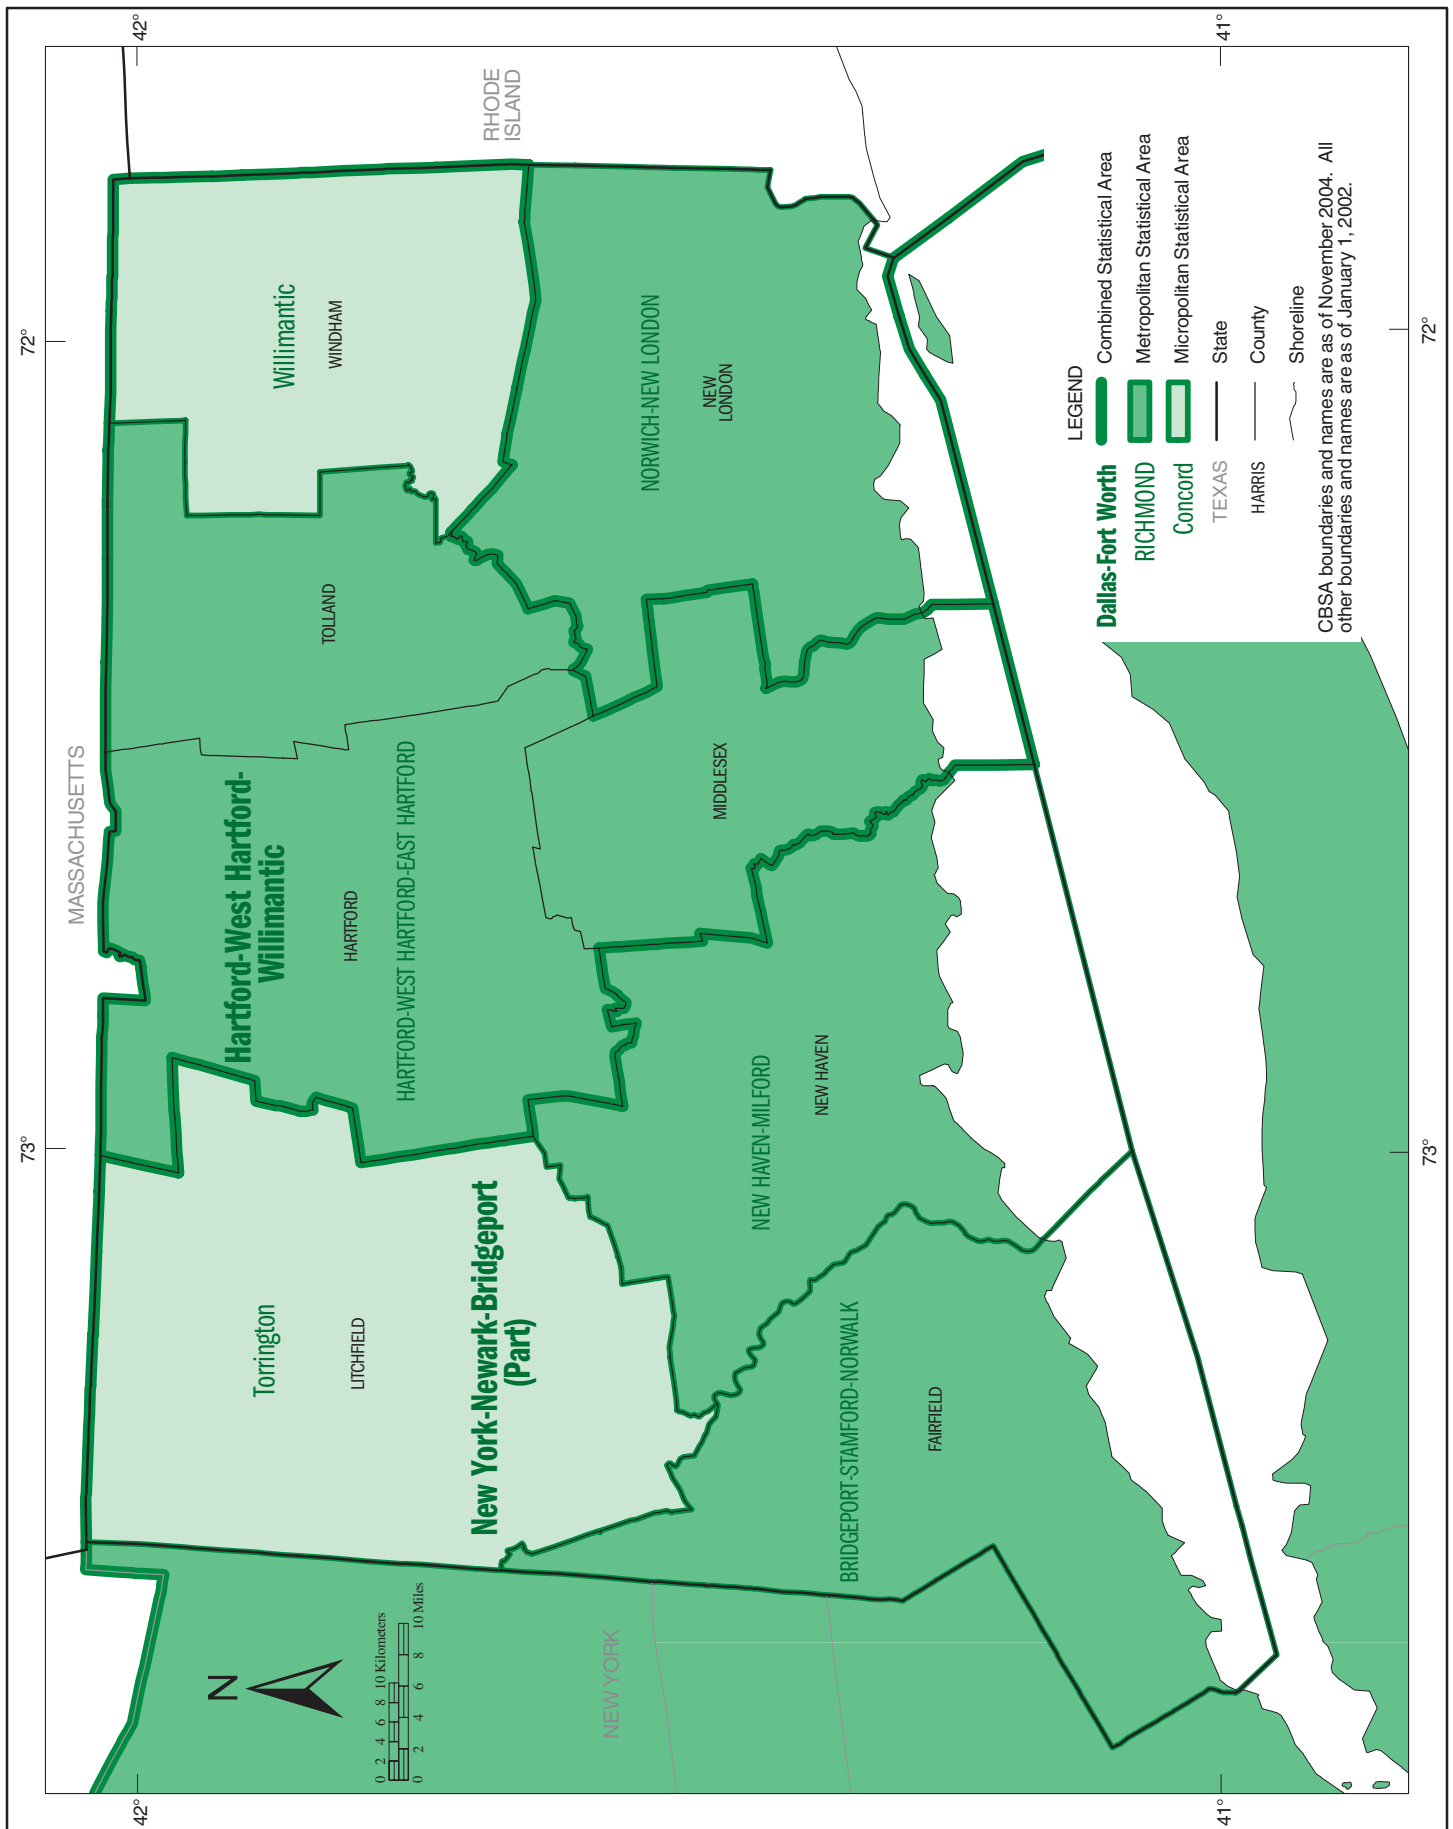 73°
72°
42°
42°
MASSACHUSETTS
RHODE
ISLAND
NEW YORK
N
0 2 4 6 8 10 Kilometers
0 2 4 6 8 10 Miles
Torrington
LITCHFIELD
New York-Newark-Bridgeport
(Part)
Hartford-West Hartford-
Willimantic
HARTFORD
HARTFORD-WEST HARTFORD-EAST HARTFORD
TOLLAND
Willimantic
WINDHAM
NORWICH-NEW LONDON
NEW
LONDON
MIDDLESEX
NEW HAVEN-MILFORD
NEW HAVEN
BRIDGEPORT-STAMFORD-NORWALK
FAIRFIELD
LEGEND
Dallas-Fort Worth Combined Statistical Area
RICHMOND Metropolitan Statistical Area
Concord Micropolitan Statistical Area
TEXAS State
HARRIS County
Shoreline
CBSA boundaries and names are as of November 2004. All
other boundaries and names are as of January 1, 2002.
41°
41°
73°
72°